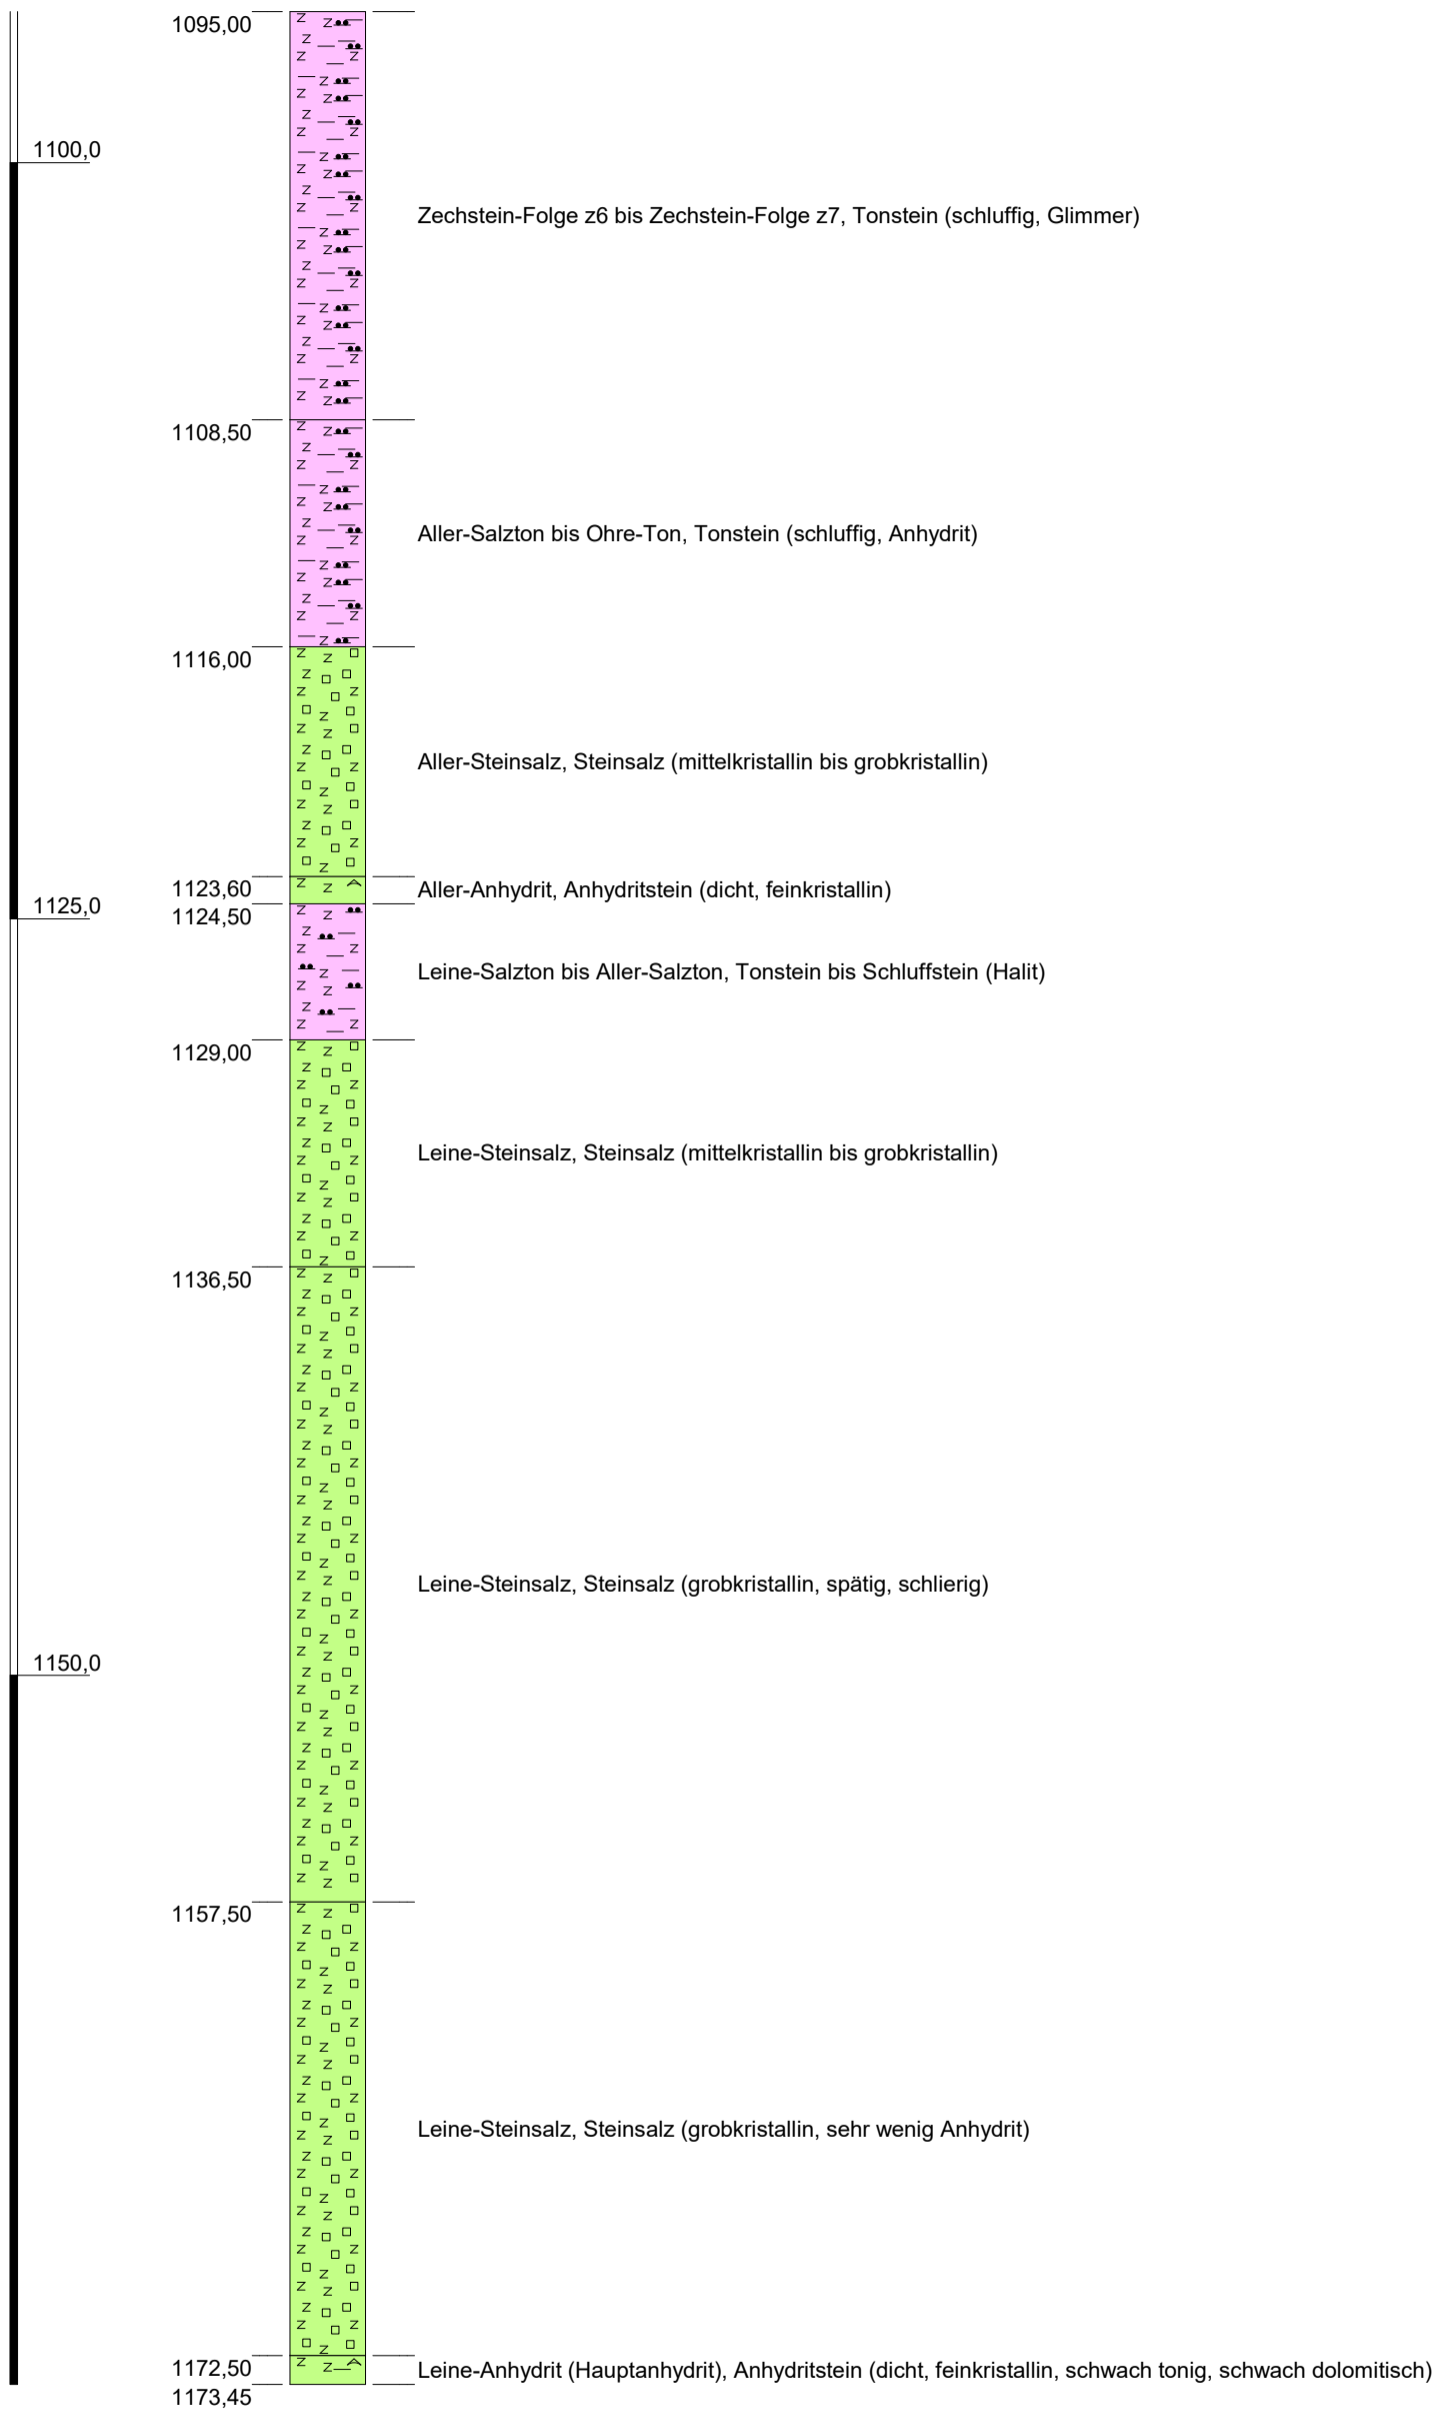 1095,00
1100,0
Zechstein-Folge z6 bis Zechstein-Folge z7, Tonstein (schluffig, Glimmer)
1108,50
Aller-Salzton bis Ohre-Ton, Tonstein (schluffig, Anhydrit)
1116,00
Aller-Steinsalz, Steinsalz (mittelkristallin bis grobkristallin)
1123,60
Aller-Anhydrit, Anhydritstein (dicht, feinkristallin)
1125,0
1124,50
Leine-Salzton bis Aller-Salzton, Tonstein bis Schluffstein (Halit)
1129,00
Leine-Steinsalz, Steinsalz (mittelkristallin bis grobkristallin)
1136,50
Leine-Steinsalz, Steinsalz (grobkristallin, spätig, schlierig)
1150,0
1157,50
Leine-Steinsalz, Steinsalz (grobkristallin, sehr wenig Anhydrit)
1172,50
Leine-Anhydrit (Hauptanhydrit), Anhydritstein (dicht, feinkristallin, schwach tonig, schwach dolomitisch)
1173,45